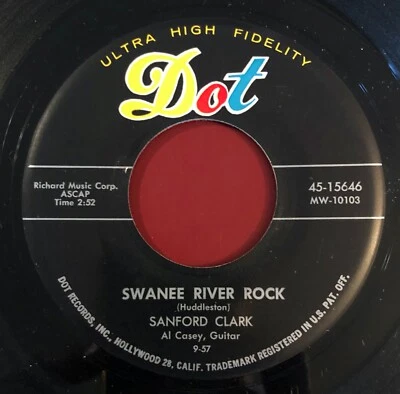 ULTRA HIGH FIDELITY
Dot
Richard Music Corp.
ASCAP
Time 2:52
45-15646
MW-10103
SWANEE RIVER ROCK
(Huddleston)
SANFORD CLARK
Al Casey, Guitar
9-57
DOT RECORDS, INC., HOLLYWOOD 28, CALIF. TRADEMARK REGISTERED IN U.S. PAT. OFF.